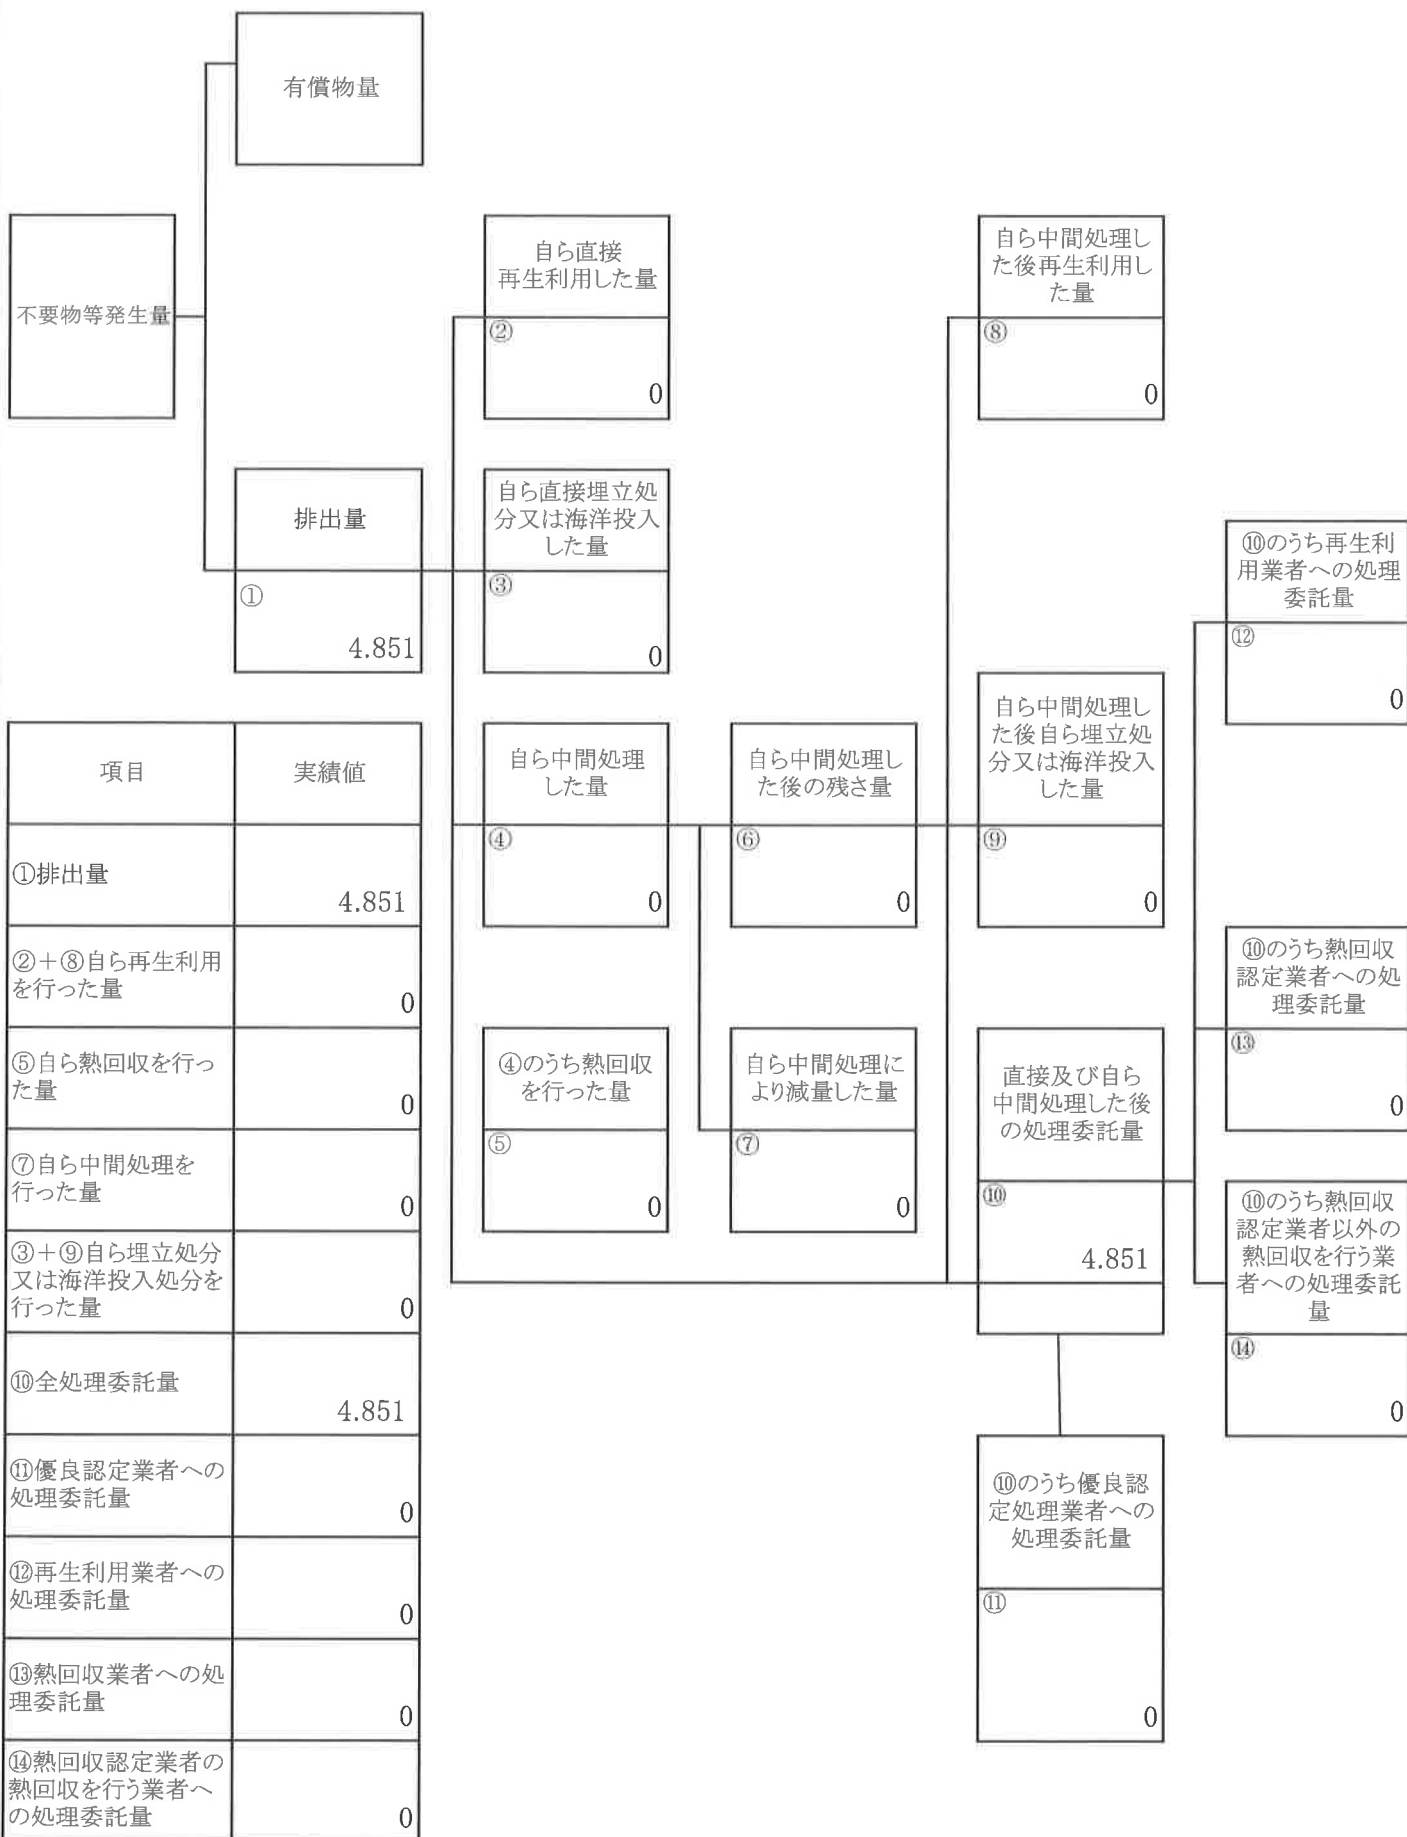 有償物量
不要物等発生量
自ら直接
再生利用した量
②
0
自ら中間処理し
た後再生利用し
た量
⑧
0
排出量
①
4.851
自ら直接埋立処
分又は海洋投入
した量
③
0
⑩のうち再生利
用業者への処理
委託量
⑫
0
自ら中間処理
した量
④
0
自ら中間処理し
た後の残さ量
⑥
0
自ら中間処理し
た後自ら埋立処
分又は海洋投入
した量
⑨
0
⑩のうち熱回収
認定業者への処
理委託量
⑬
0
④のうち熱回収
を行った量
⑤
0
自ら中間処理に
より減量した量
⑦
0
直接及び自ら
中間処理した後
の処理委託量
⑩
4.851
⑩のうち熱回収
認定業者以外の
熱回収を行う業
者への処理委託
量
⑭
0
⑩のうち優良認
定処理業者への
処理委託量
⑪
0
項目
実績値
①排出量
4.851
②+⑧自ら再生利用
を行った量
0
⑤自ら熱回収を行っ
た量
0
⑦自ら中間処理を
行った量
0
③+⑨自ら埋立処分
又は海洋投入処分を
行った量
0
⑩全処理委託量
4.851
⑪優良認定業者への
処理委託量
0
⑫再生利用業者への
処理委託量
0
⑬熱回収業者への処
理委託量
0
⑭熱回収認定業者の
熱回収を行う業者へ
の処理委託量
0